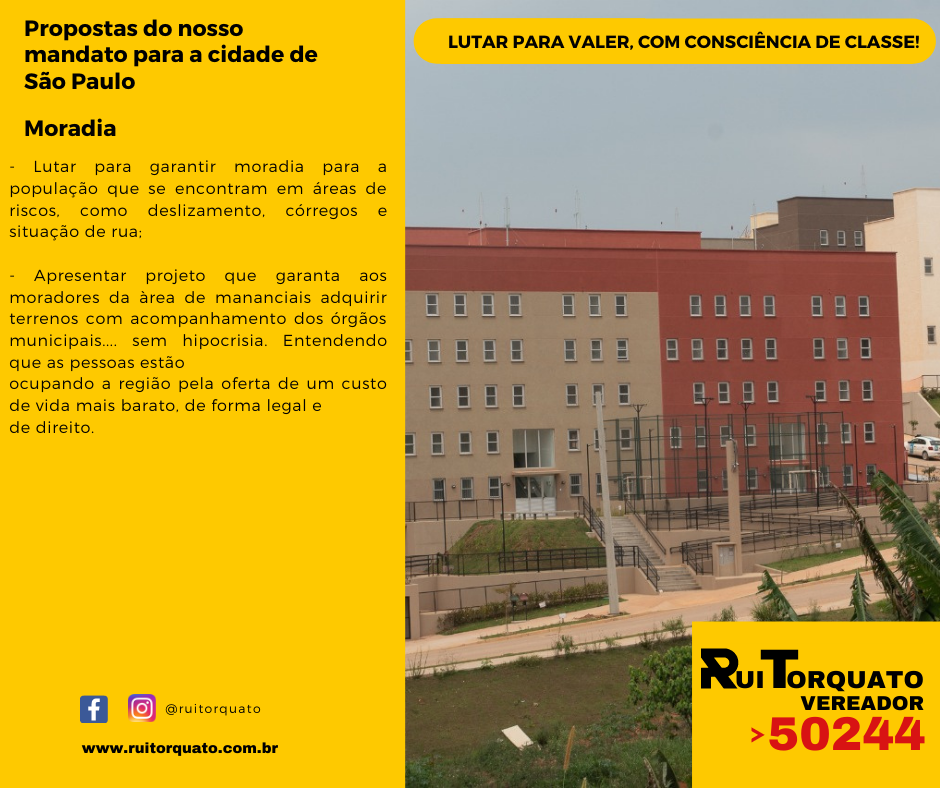 Propostas do nosso
mandato para a cidade de
São Paulo
Moradia
- Lutar para garantir moradia para a
população que se encontram em áreas de
riscos, como deslizamento, córregos e
situação de rua;
- Apresentar projeto que garanta aos
moradores da àrea de mananciais adquirir
terrenos com acompanhamento dos órgãos
municipais.... sem hipocrisia. Entendendo
que as pessoas estão
ocupando a região pela oferta de um custo
de vida mais barato, de forma legal e
de direito.
@ruitorquato
www.ruitorquato.com.br
LUTAR PARA VALER, COM CONSCIÊNCIA DE CLASSE!
RUI TORQUATO
VEREADOR
>50244